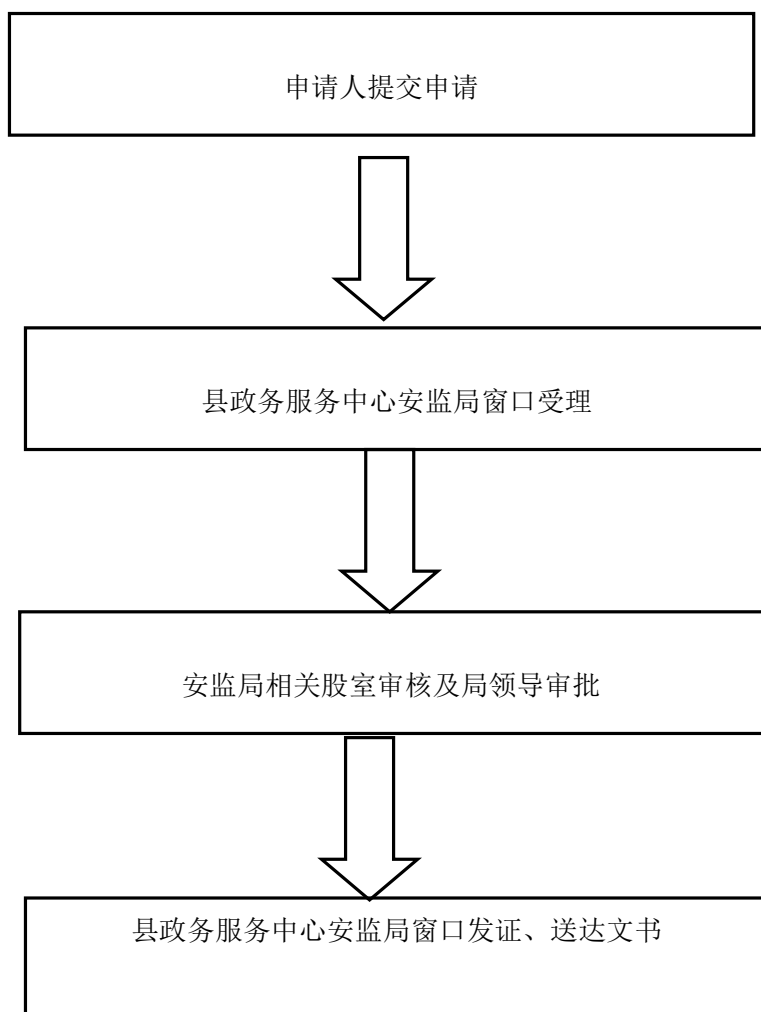 申请人提交申请
县政务服务中心安监局窗口受理
安监局相关股室审核及局领导审批
县政务服务中心安监局窗口发证、送达文书